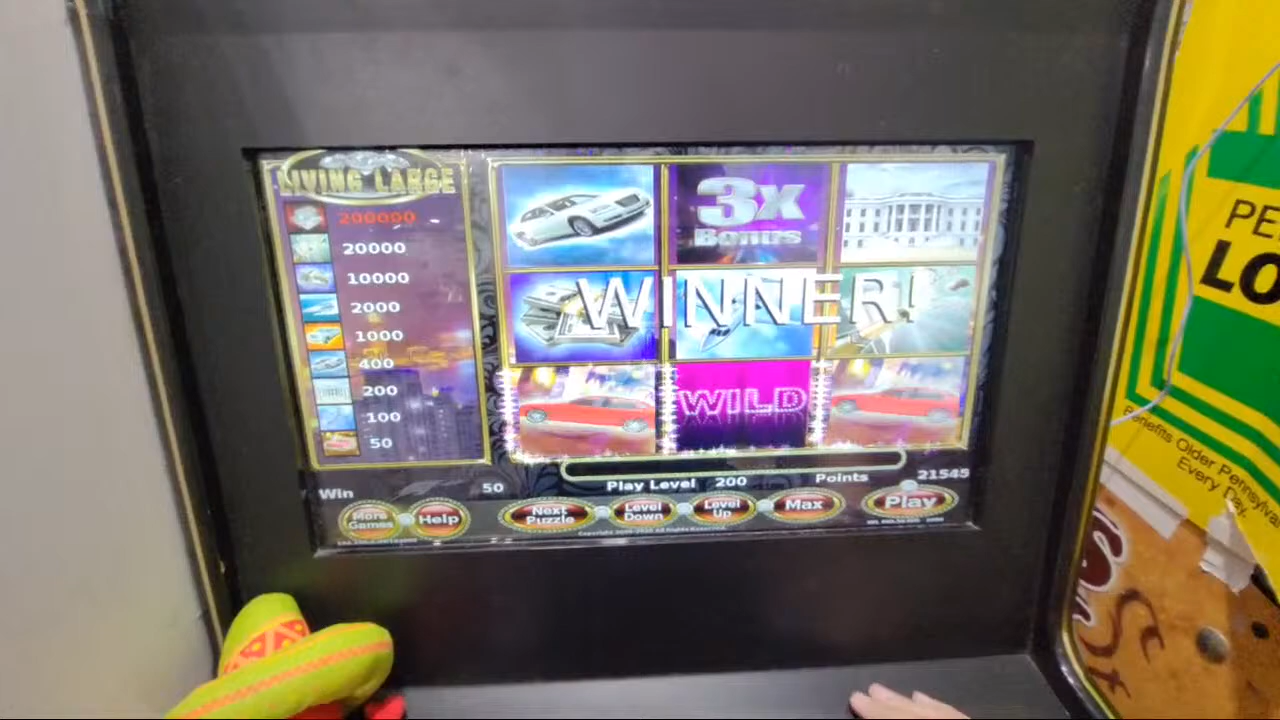 LIVING LARGE
200000
20000
10000
2000
1000
400
200
100
50
3x
Bonus
WINNER!
WILD
Win 50 Play Level 200 Points 21545
More Games
Help
Next Puzzle
Level Down
Level Up
Max
Play
LO
Benefits Older
Every Day.